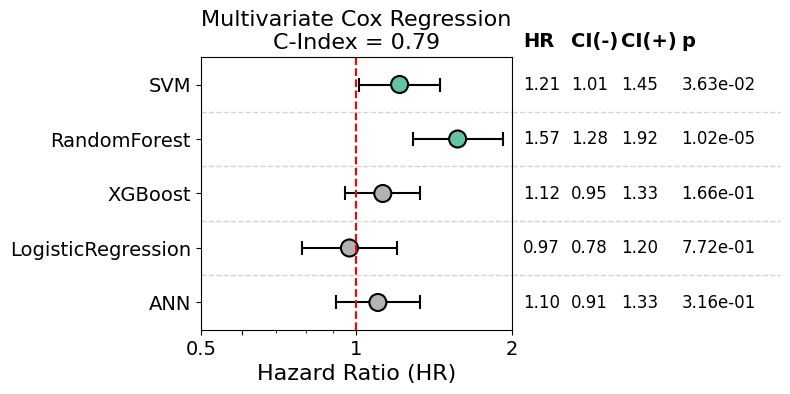 Multivariate Cox Regression
C-Index = 0.79
HR CI(-) CI(+) p
SVM 1.21 1.01 1.45 3.63e-02
RandomForest 1.57 1.28 1.92 1.02e-05
XGBoost 1.12 0.95 1.33 1.66e-01
LogisticRegression 0.97 0.78 1.20 7.72e-01
ANN 1.10 0.91 1.33 3.16e-01
0.5 1 2
Hazard Ratio (HR)